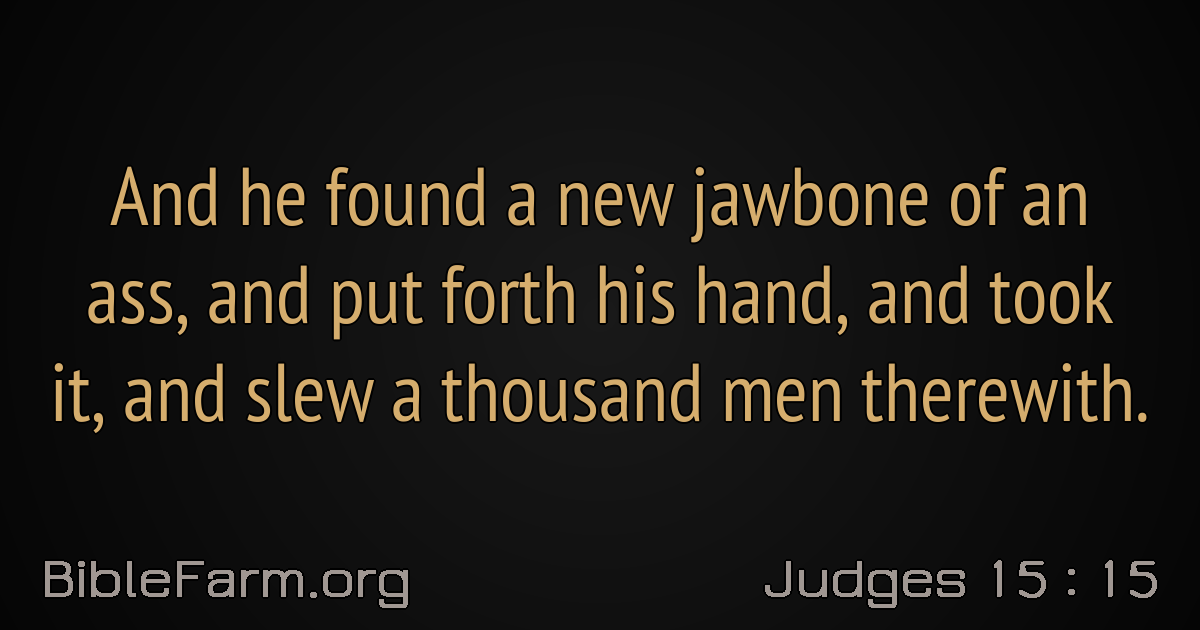 And he found a new jawbone of an
ass, and put forth his hand, and took
it, and slew a thousand men therewith.
BibleFarm.org
Judges 15 : 15